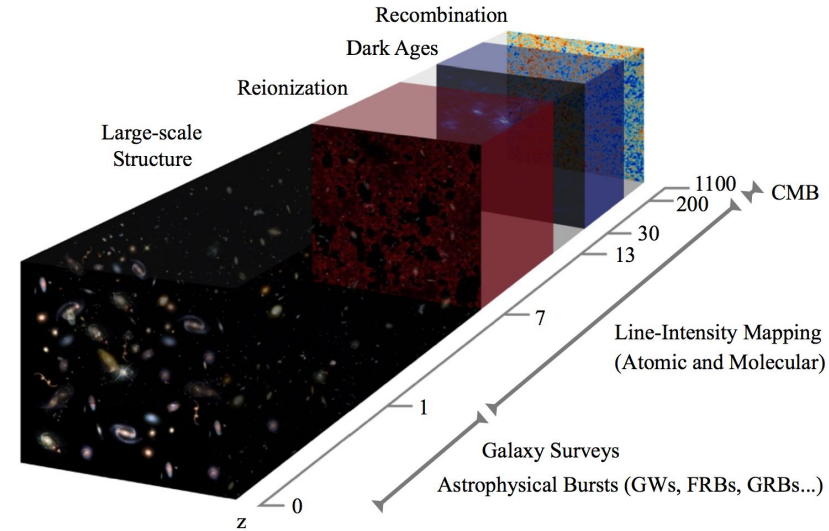 Recombination
Dark Ages
Reionization
Large-scale
Structure
1100
CMB
200
30
13
7
Line-Intensity Mapping
(Atomic and Molecular)
1
Galaxy Surveys
Astrophysical Bursts (GWs, FRBs, GRBs...)
0
z